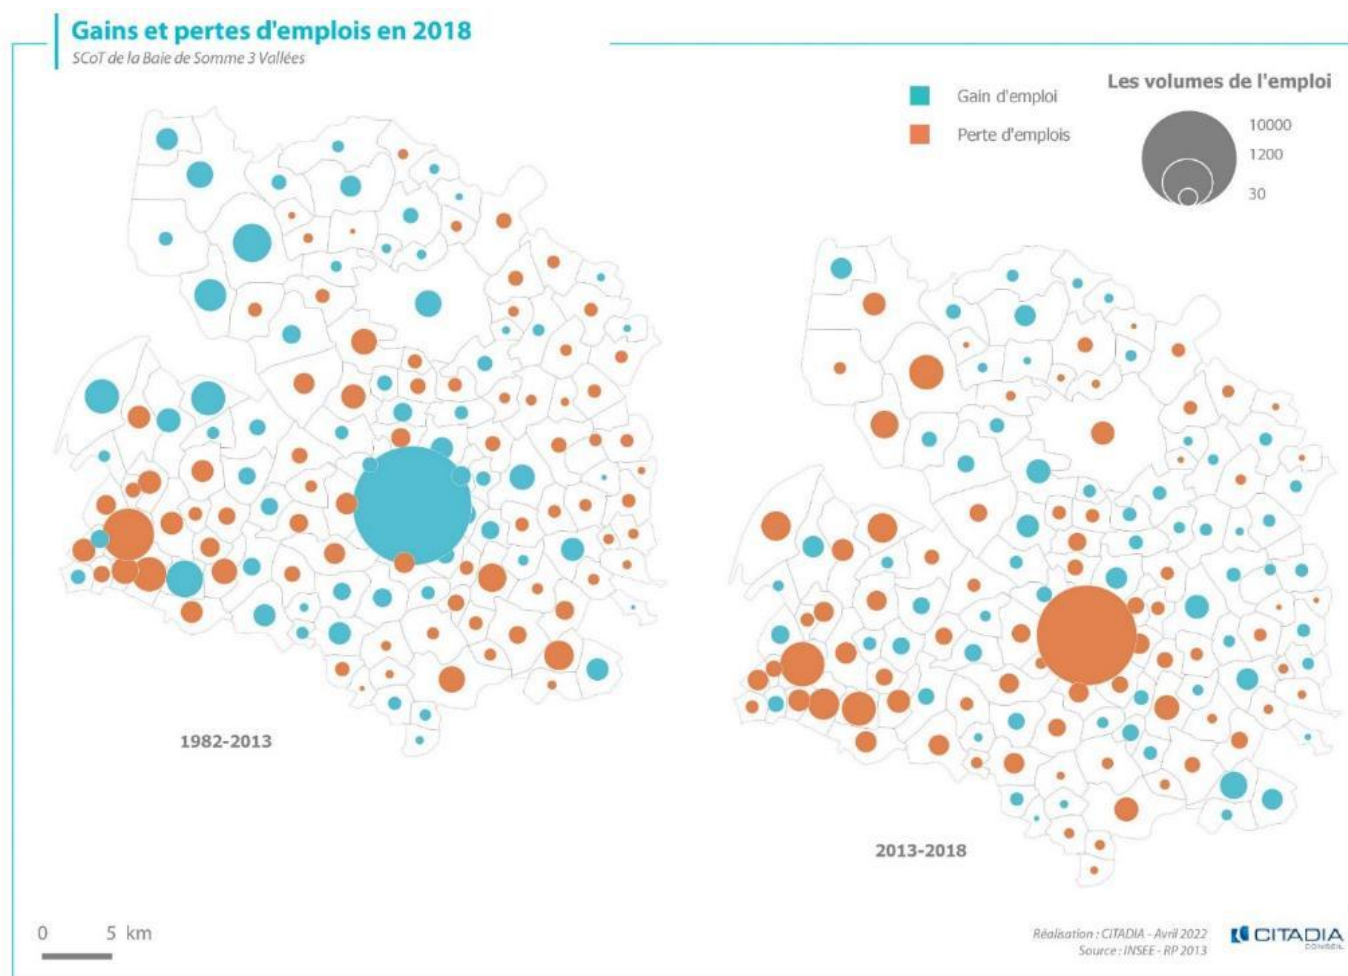 Gains et pertes d'emplois en 2018
SCoT de la Baie de Somme 3 Vallées
Gain d'emploi
Perte d'emplois
Les volumes de l'emploi
10000
1200
30
1982-2013
2013-2018
0 5 km
Réalisation : CITADIA - Avril 2022
Source : INSEE - RP 2013
CITADIA
CONSEIL